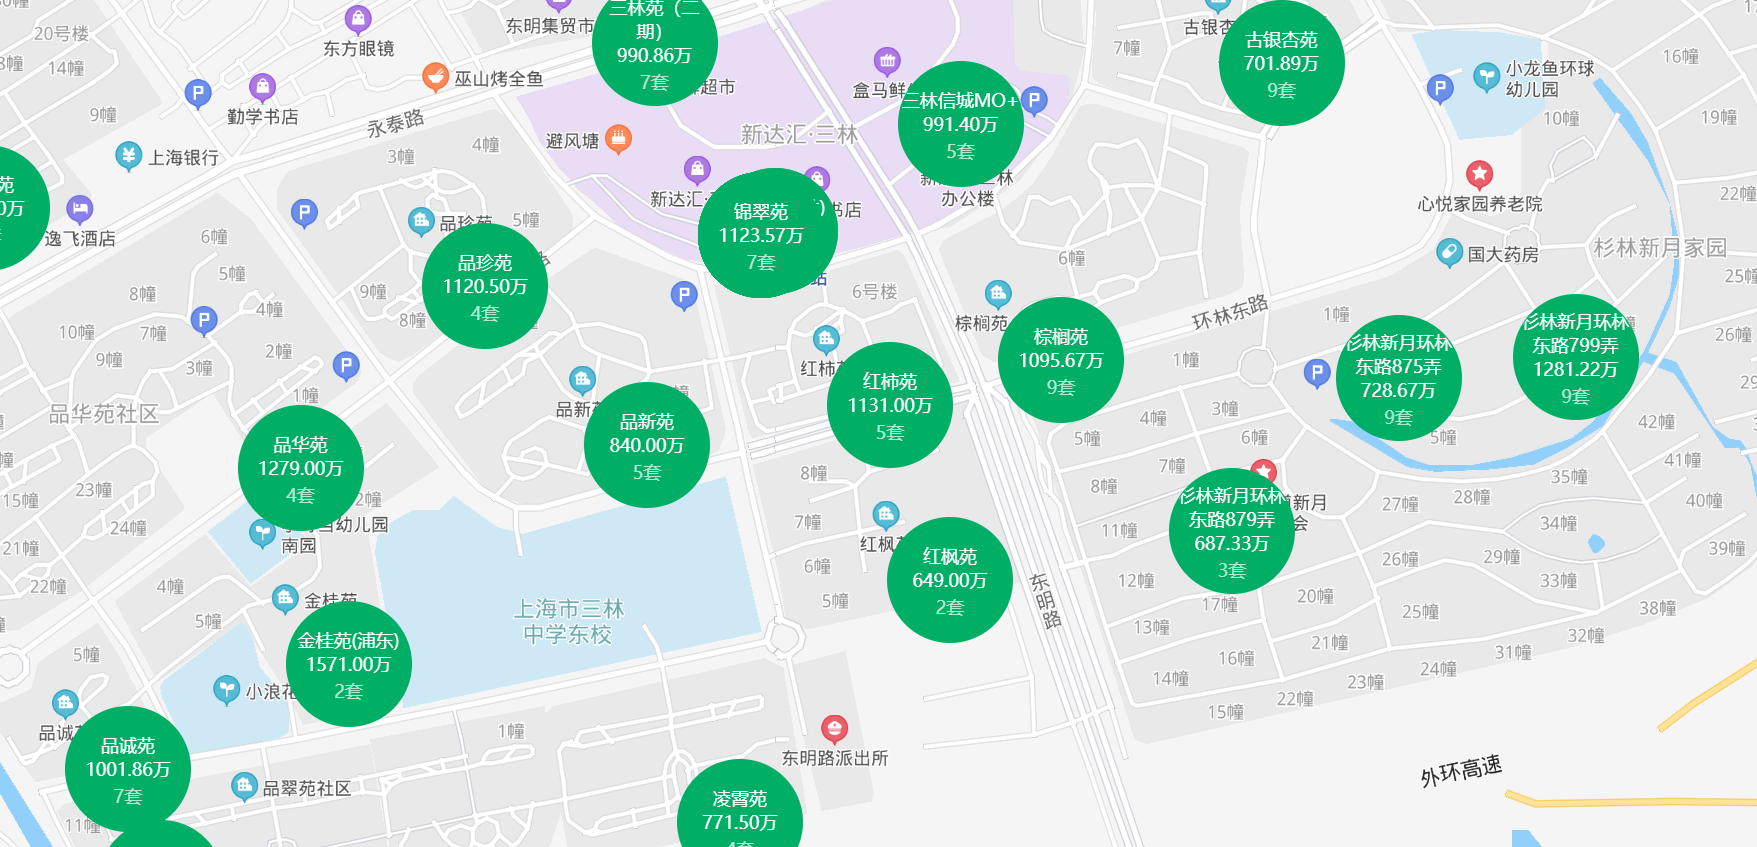 20号楼
14幢
9幢
东方眼镜
勤学书店
上海银行
逸飞酒店
巫山烤全鱼
永泰路
东明集贸市
三林苑（二
期）
990.86万
7套
超市
盒马鲜
三林信城MO+
991.40万
5套
办公楼
新达汇·三林
避风塘
新达汇·
书店
锦翠苑
1123.57万
7套
站
古银杏
7幢
古银杏苑
701.89万
9套
小龙鱼环球
幼儿园
10幢
16幢
19幢
22幢
心悦家园养老院
国大药房
杉林新月家园
25幢
26幢
3幢
4幢
5幢
品珍苑
品珍苑
1120.50万
4套
6幢
5幢
8幢
4幢
9幢
8幢
10幢
7幢
9幢
3幢
2幢
1幢
品华苑社区
品华苑
1279.00万
4套
2幢
23幢
15幢
24幢
21幢
22幢
幼儿园
南园
6号楼
6幢
棕榈苑
棕榈苑
1095.67万
9套
环林东路
1幢
1幢
杉林新月环林
东路875弄
728.67万
9套
5幢
杉林新月环林
东路799弄
1281.22万
9套
红柿苑
1131.00万
5套
品新
品新苑
840.00万
5套
8幢
7幢
6幢
5幢
红枫
红枫苑
649.00万
2套
东明路
5幢
4幢
3幢
6幢
7幢
8幢
11幢
12幢
13幢
14幢
15幢
16幢
17幢
杉林新月环林
东路879弄
687.33万
3套
新月
会
20幢
21幢
22幢
23幢
24幢
25幢
26幢
27幢
28幢
29幢
31幢
32幢
33幢
34幢
35幢
38幢
39幢
40幢
41幢
42幢
4幢
5幢
金桂苑
金桂苑(浦东)
1571.00万
2套
上海市三林
中学东校
5幢
小浪花
品诚
品诚苑
1001.86万
7套
11幢
品翠苑社区
1幢
东明路派出所
凌霄苑
771.50万
外环高速